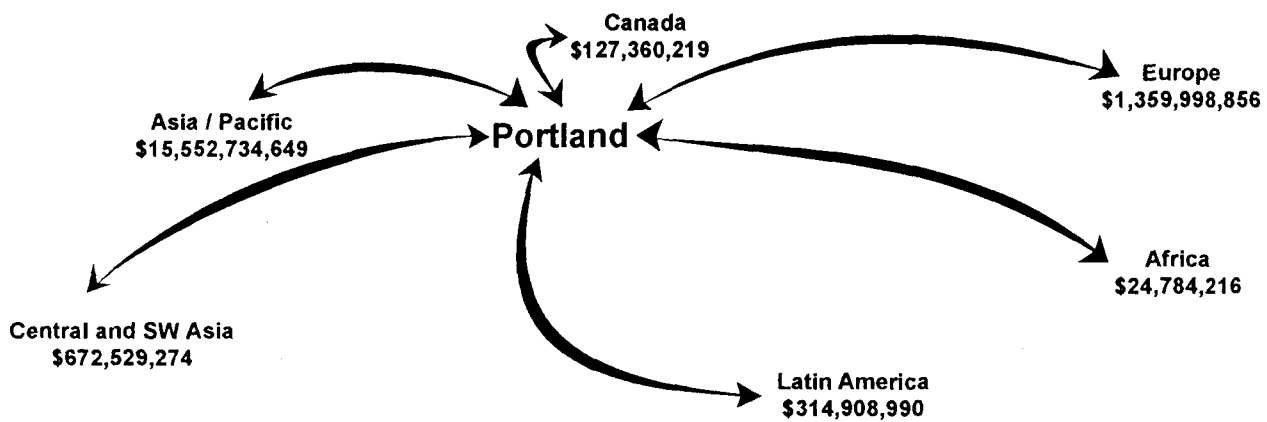 Canada
$127,360,219
Europe
$1,359,998,856
Asia / Pacific
$15,552,734,649
Portland
Africa
$24,784,216
Central and SW Asia
$672,529,274
Latin America
$314,908,990